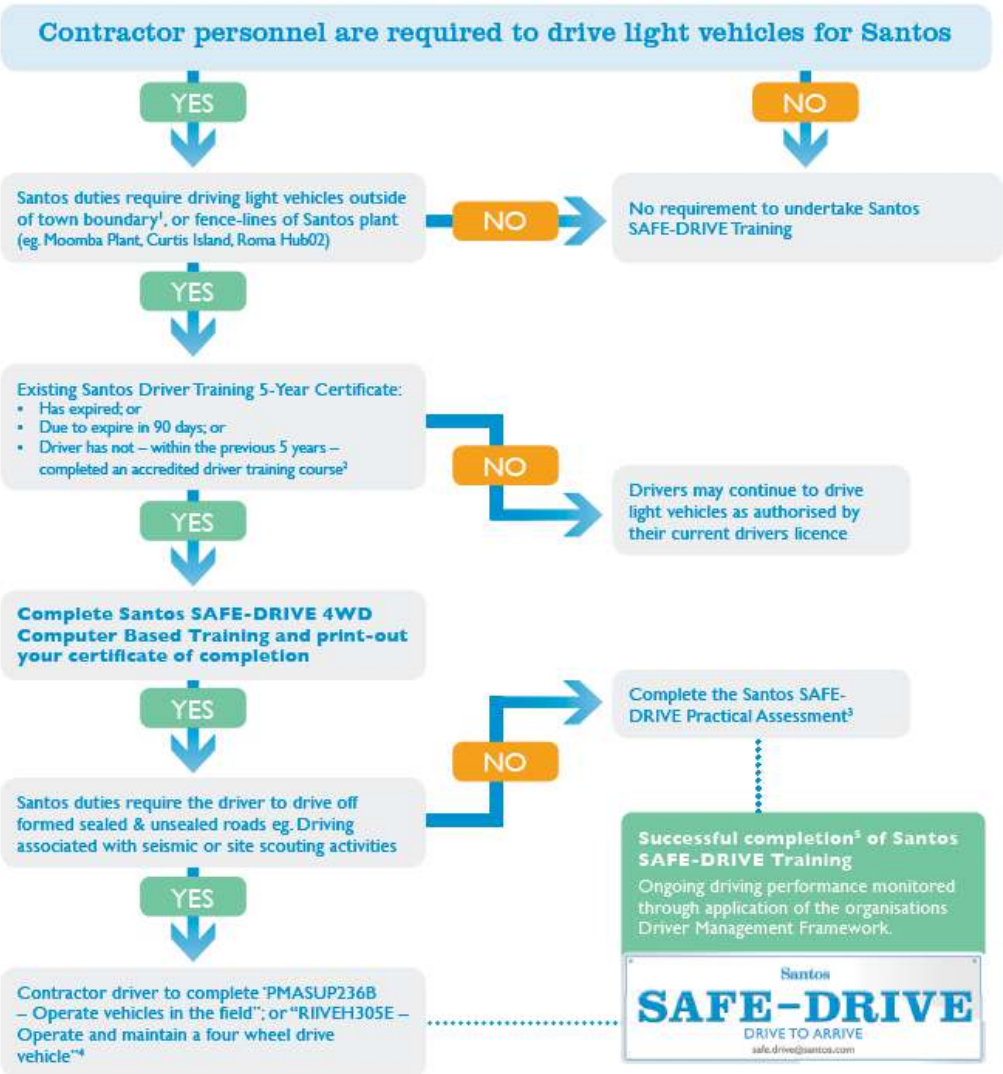 Contractor personnel are required to drive light vehicles for Santos
YES
NO
Santos duties require driving light vehicles outside
of town boundary¹, or fence-lines of Santos plant
(eg. Moomba Plant, Curtis Island, Roma Hub02)
NO
No requirement to undertake Santos
SAFE-DRIVE Training
YES
Existing Santos Driver Training 5-Year Certificate:
• Has expired; or
• Due to expire in 90 days; or
• Driver has not – within the previous 5 years –
completed an accredited driver training course²
NO
Drivers may continue to drive
light vehicles as authorised by
their current drivers licence
YES
Complete Santos SAFE-DRIVE 4WD
Computer Based Training and print-out
your certificate of completion
YES
NO
Complete the Santos SAFE-
DRIVE Practical Assessment³
Santos duties require the driver to drive off
formed sealed & unsealed roads eg. Driving
associated with seismic or site scouting activities
YES
Successful completion⁵ of Santos
SAFE-DRIVE Training
Ongoing driving performance monitored
through application of the organisations
Driver Management Framework.
Contractor driver to complete "PMASUP236B
– Operate vehicles in the field"; or "RIIVEH305E –
Operate and maintain a four wheel drive
vehicle"⁴
Santos
SAFE-DRIVE
DRIVE TO ARRIVE
safe.drive@santos.com